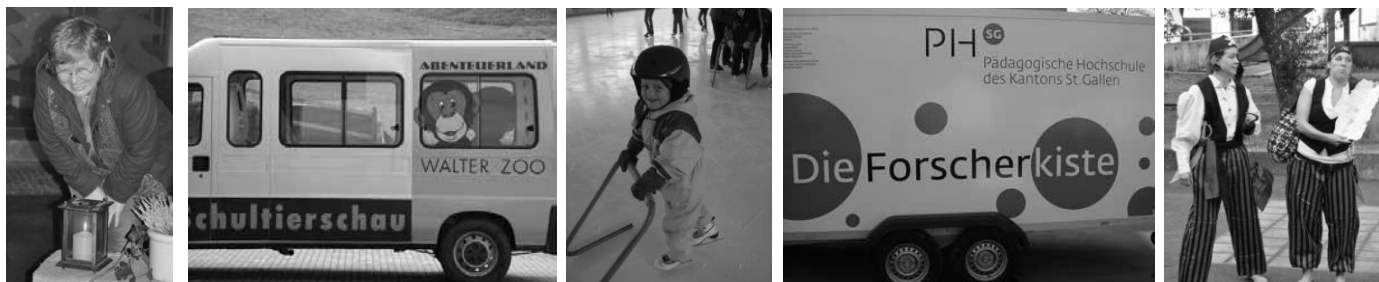 ABENTEUERLAND
WALTER ZOO
Schultierschau
PH SG
Pädagogische Hochschule
des Kantons St.Gallen
Die Forscherkiste